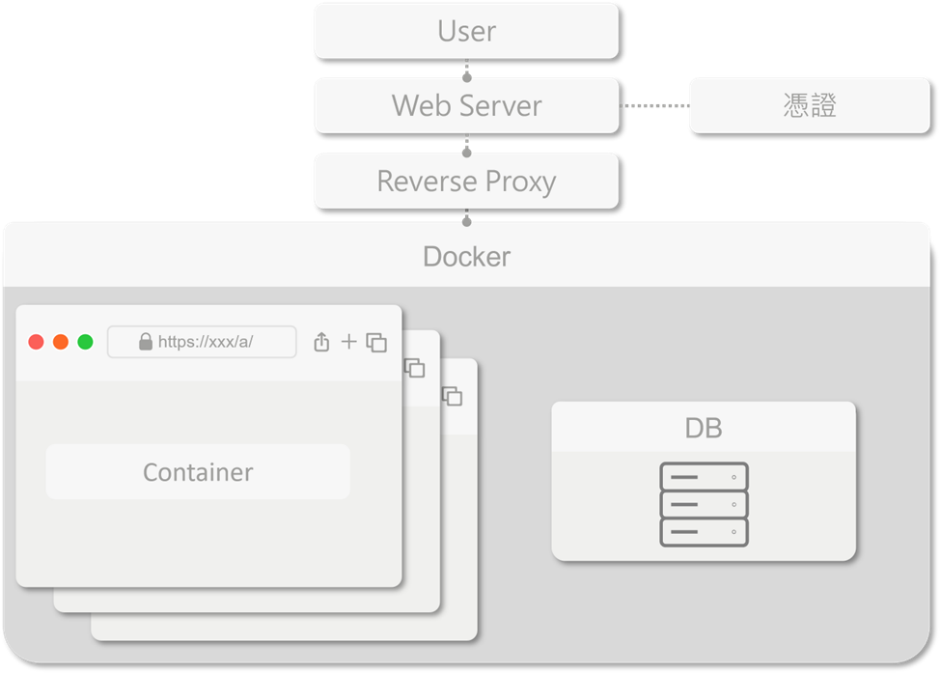 User
Web Server
憑證
Reverse Proxy
Docker
https://xxx/a/
Container
DB